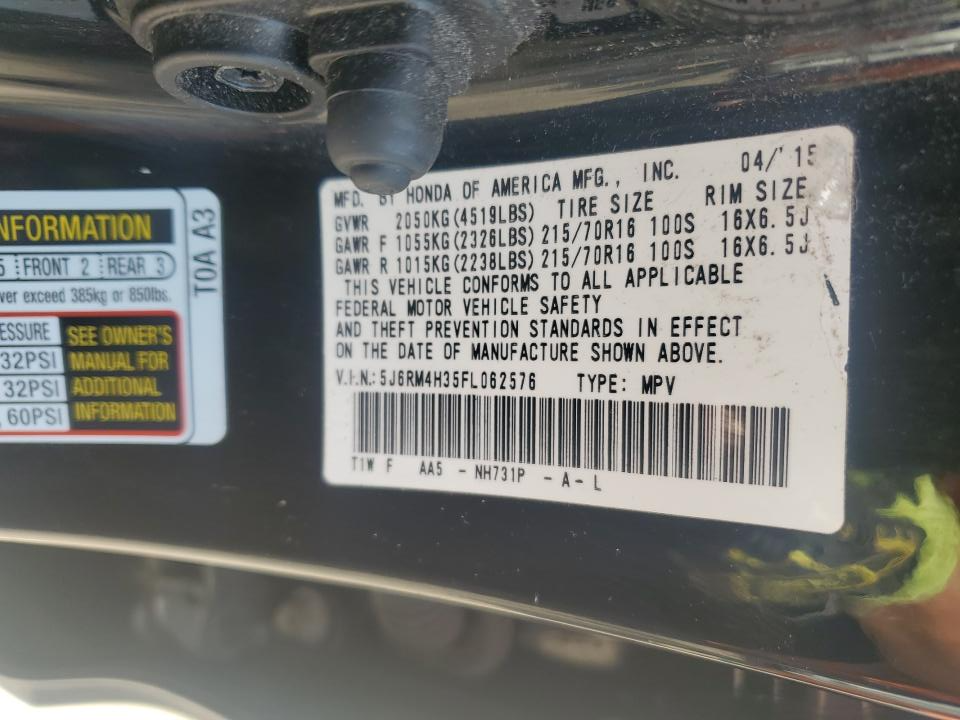 NFORMATION
5 FRONT 2 REAR 3
ver exceed 385kg or 850lbs.
ESSURE
32PSI
32PSI
60PSI
SEE OWNER'S
MANUAL FOR
ADDITIONAL
INFORMATION
T0A A3
MFD. BY HONDA OF AMERICA MFG., INC. 04/'15
GVWR 2050KG(4519LBS) TIRE SIZE RIM SIZE
GAWR F 1055KG(2326LBS) 215/70R16 100S 16X6.5J
GAWR R 1015KG(2238LBS) 215/70R16 100S 16X6.5J
THIS VEHICLE CONFORMS TO ALL APPLICABLE
FEDERAL MOTOR VEHICLE SAFETY
AND THEFT PREVENTION STANDARDS IN EFFECT
ON THE DATE OF MANUFACTURE SHOWN ABOVE.
V.I.N.: 5J6RM4H35FL062576 TYPE: MPV
T1W F AA5 - NH731P - A - L